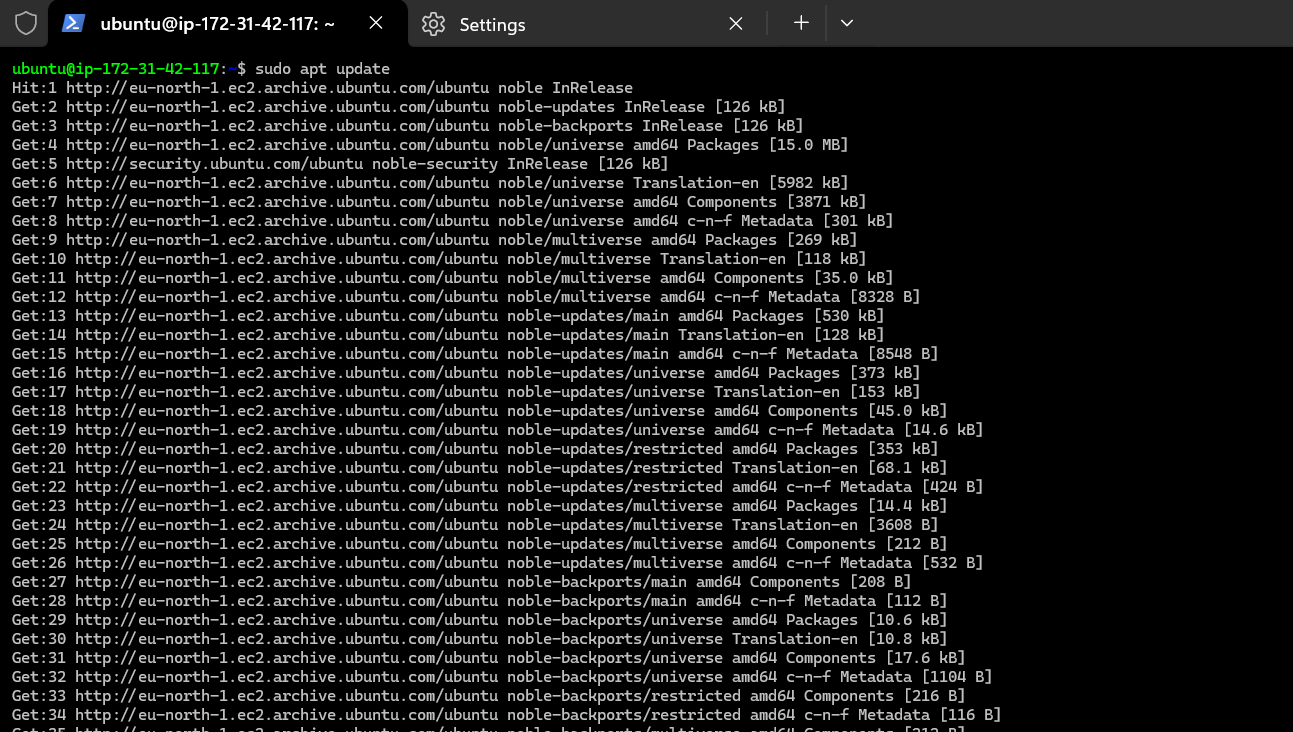 ubuntu@ip-172-31-42-117: ~
Settings
ubuntu@ip-172-31-42-117:~$ sudo apt update
Hit:1 http://eu-north-1.ec2.archive.ubuntu.com/ubuntu noble InRelease
Get:2 http://eu-north-1.ec2.archive.ubuntu.com/ubuntu noble-updates InRelease [126 kB]
Get:3 http://eu-north-1.ec2.archive.ubuntu.com/ubuntu noble-backports InRelease [126 kB]
Get:4 http://eu-north-1.ec2.archive.ubuntu.com/ubuntu noble/universe amd64 Packages [15.0 MB]
Get:5 http://security.ubuntu.com/ubuntu noble-security InRelease [126 kB]
Get:6 http://eu-north-1.ec2.archive.ubuntu.com/ubuntu noble/universe Translation-en [5982 kB]
Get:7 http://eu-north-1.ec2.archive.ubuntu.com/ubuntu noble/universe amd64 Components [3871 kB]
Get:8 http://eu-north-1.ec2.archive.ubuntu.com/ubuntu noble/universe amd64 c-n-f Metadata [301 kB]
Get:9 http://eu-north-1.ec2.archive.ubuntu.com/ubuntu noble/multiverse amd64 Packages [269 kB]
Get:10 http://eu-north-1.ec2.archive.ubuntu.com/ubuntu noble/multiverse Translation-en [118 kB]
Get:11 http://eu-north-1.ec2.archive.ubuntu.com/ubuntu noble/multiverse amd64 Components [35.0 kB]
Get:12 http://eu-north-1.ec2.archive.ubuntu.com/ubuntu noble/multiverse amd64 c-n-f Metadata [8328 B]
Get:13 http://eu-north-1.ec2.archive.ubuntu.com/ubuntu noble-updates/main amd64 Packages [530 kB]
Get:14 http://eu-north-1.ec2.archive.ubuntu.com/ubuntu noble-updates/main Translation-en [128 kB]
Get:15 http://eu-north-1.ec2.archive.ubuntu.com/ubuntu noble-updates/main amd64 c-n-f Metadata [8548 B]
Get:16 http://eu-north-1.ec2.archive.ubuntu.com/ubuntu noble-updates/universe amd64 Packages [373 kB]
Get:17 http://eu-north-1.ec2.archive.ubuntu.com/ubuntu noble-updates/universe Translation-en [153 kB]
Get:18 http://eu-north-1.ec2.archive.ubuntu.com/ubuntu noble-updates/universe amd64 Components [45.0 kB]
Get:19 http://eu-north-1.ec2.archive.ubuntu.com/ubuntu noble-updates/universe amd64 c-n-f Metadata [14.6 kB]
Get:20 http://eu-north-1.ec2.archive.ubuntu.com/ubuntu noble-updates/restricted amd64 Packages [353 kB]
Get:21 http://eu-north-1.ec2.archive.ubuntu.com/ubuntu noble-updates/restricted Translation-en [68.1 kB]
Get:22 http://eu-north-1.ec2.archive.ubuntu.com/ubuntu noble-updates/restricted amd64 c-n-f Metadata [424 B]
Get:23 http://eu-north-1.ec2.archive.ubuntu.com/ubuntu noble-updates/multiverse amd64 Packages [14.4 kB]
Get:24 http://eu-north-1.ec2.archive.ubuntu.com/ubuntu noble-updates/multiverse Translation-en [3608 B]
Get:25 http://eu-north-1.ec2.archive.ubuntu.com/ubuntu noble-updates/multiverse amd64 Components [212 B]
Get:26 http://eu-north-1.ec2.archive.ubuntu.com/ubuntu noble-updates/multiverse amd64 c-n-f Metadata [532 B]
Get:27 http://eu-north-1.ec2.archive.ubuntu.com/ubuntu noble-backports/main amd64 Components [208 B]
Get:28 http://eu-north-1.ec2.archive.ubuntu.com/ubuntu noble-backports/main amd64 c-n-f Metadata [112 B]
Get:29 http://eu-north-1.ec2.archive.ubuntu.com/ubuntu noble-backports/universe amd64 Packages [10.6 kB]
Get:30 http://eu-north-1.ec2.archive.ubuntu.com/ubuntu noble-backports/universe Translation-en [10.8 kB]
Get:31 http://eu-north-1.ec2.archive.ubuntu.com/ubuntu noble-backports/universe amd64 Components [17.6 kB]
Get:32 http://eu-north-1.ec2.archive.ubuntu.com/ubuntu noble-backports/universe amd64 c-n-f Metadata [1104 B]
Get:33 http://eu-north-1.ec2.archive.ubuntu.com/ubuntu noble-backports/restricted amd64 Components [216 B]
Get:34 http://eu-north-1.ec2.archive.ubuntu.com/ubuntu noble-backports/restricted amd64 c-n-f Metadata [116 B]